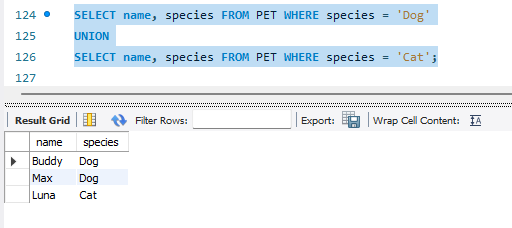 124 SELECT name, species FROM PET WHERE species = 'Dog'
125 UNION
126 SELECT name, species FROM PET WHERE species = 'Cat';
127
Result Grid Filter Rows: Export: Wrap Cell Content: IA
name species
Buddy Dog
Max Dog
Luna Cat